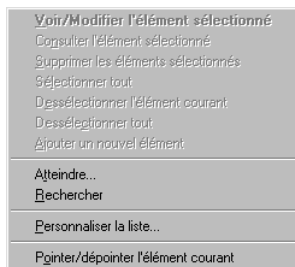 Voir/Modifier l'élément sélectionné
Consulter l'élément sélectionné
Supprimer les éléments sélectionnés
Sélectionner tout
Dessélectionner l'élément courant
Dessélectionner tout
Ajouter un nouvel élément
Atteindre...
Rechercher
Personnaliser la liste...
Pointer/dépointer l'élément courant